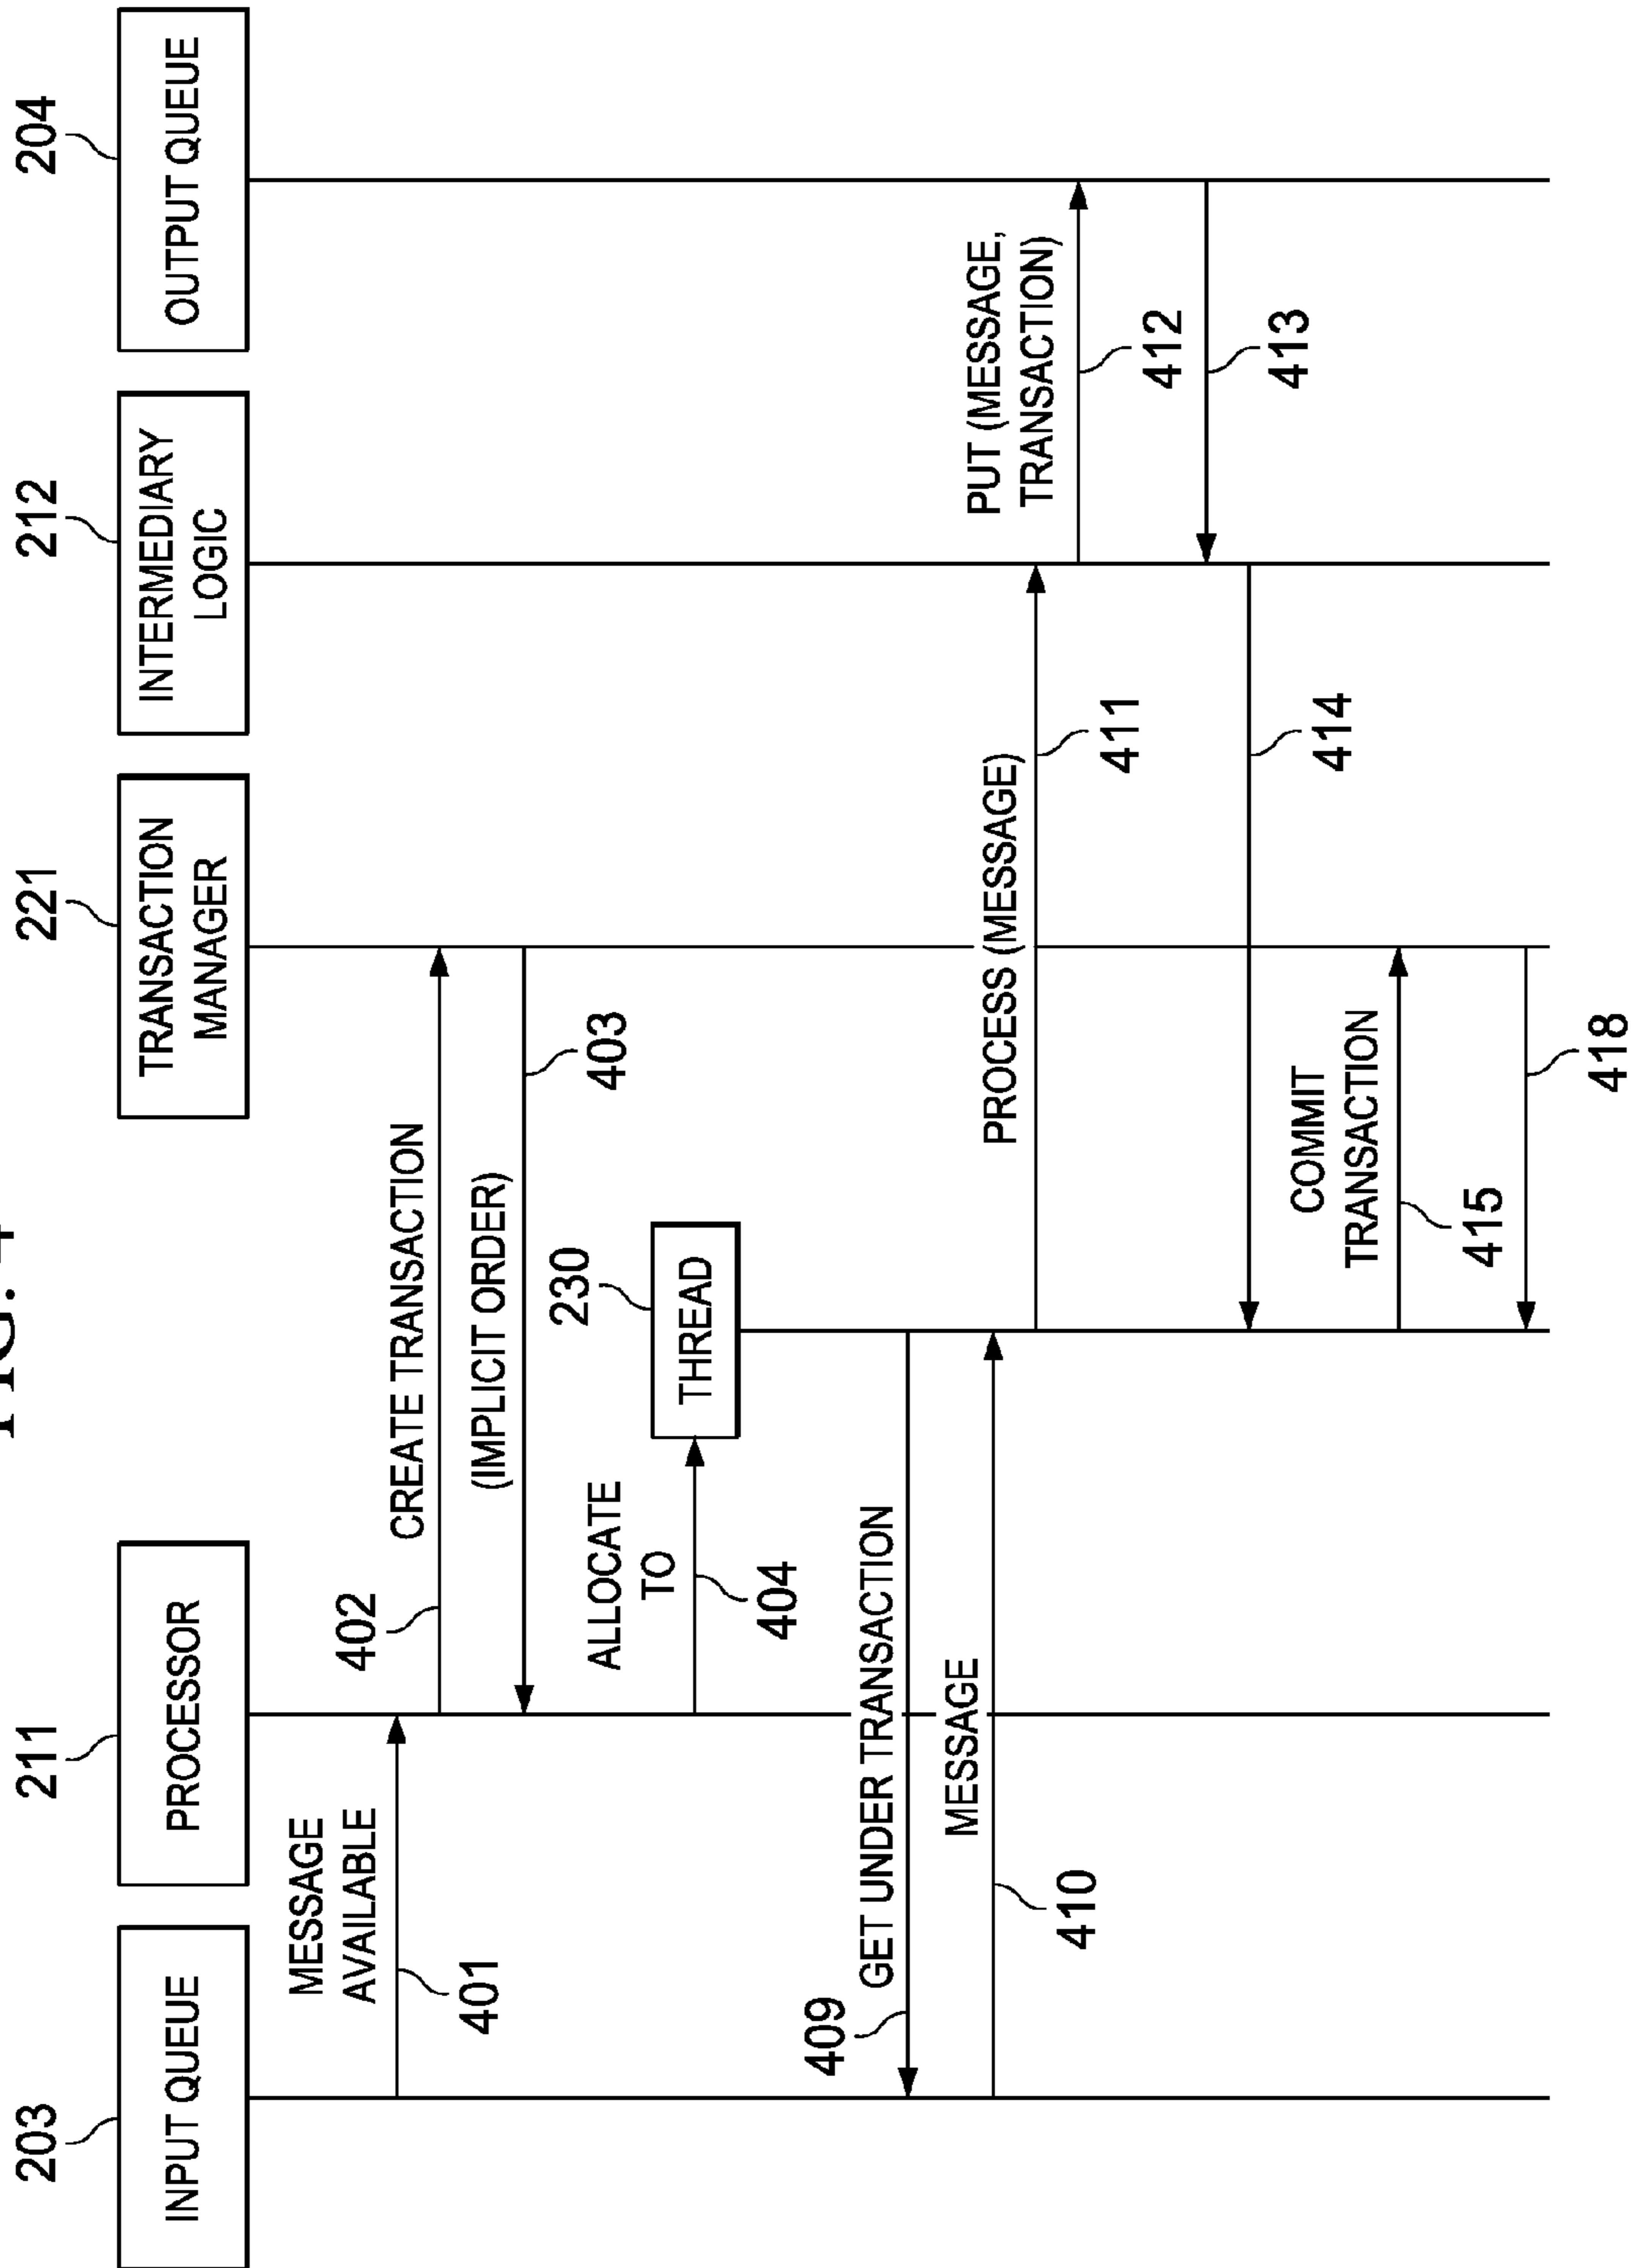 FIG. 4
203
211
221
212
204
INPUT QUEUE
PROCESSOR
TRANSACTION
MANAGER
INTERMEDIARY
LOGIC
OUTPUT QUEUE
MESSAGE
AVAILABLE
401
402
CREATE TRANSACTION
(IMPLICIT ORDER)
403
ALLOCATE
TO
404
230
THREAD
409
GET UNDER TRANSACTION
MESSAGE
410
PROCESS (MESSAGE)
411
PUT (MESSAGE,
TRANSACTION)
412
413
414
COMMIT
TRANSACTION
415
418